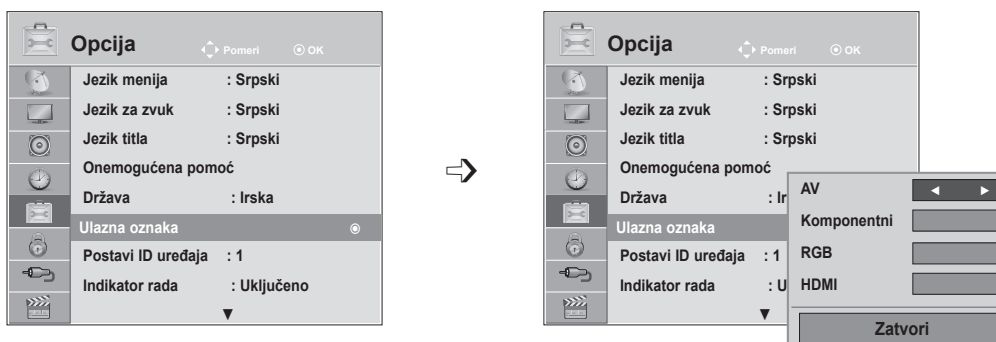 Opcija Pomeri OK
Jezik menija : Srpski
Jezik za zvuk : Srpski
Jezik titla : Srpski
Onemogućena pomoć
Država : Irska
Ulazna oznaka
Postavi ID uređaja : 1
Indikator rada : Uključeno
Opcija Pomeri OK
Jezik menija : Srpski
Jezik za zvuk : Srpski
Jezik titla : Srpski
Onemogućena pomoć
Država : Ir
Ulazna oznaka
Postavi ID uređaja : 1
Indikator rada : U
AV
Komponentni
RGB
HDMI
Zatvori